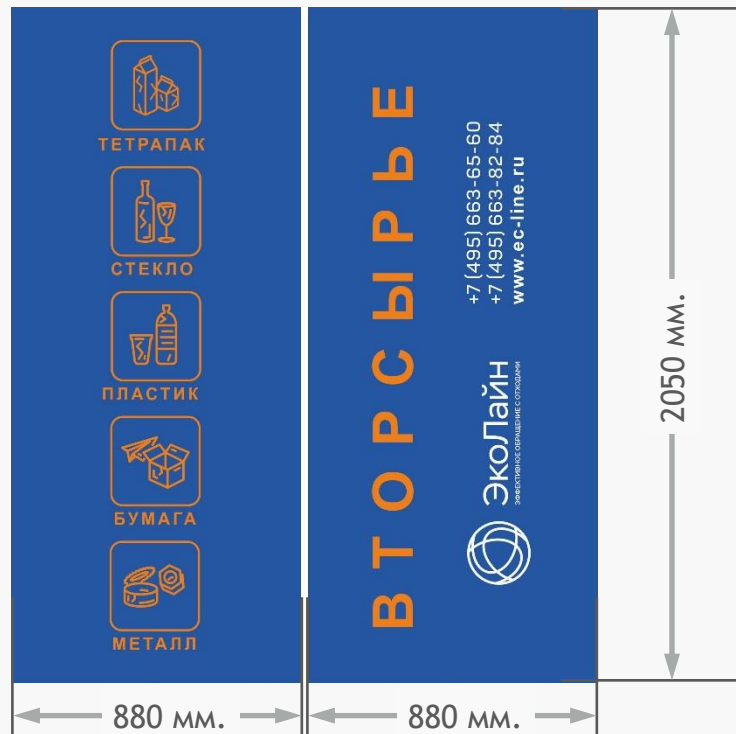 ТЕТРАПАК
СТЕКЛО
ПЛАСТИК
БУМАГА
МЕТАЛЛ
ВТОРСЫРЬЕ
ЭкоЛайн
ЭФФЕКТИВНОЕ ОБРАЩЕНИЕ С ОТХОДАМИ
+7 (495) 663-65-60
+7 (495) 663-82-84
www.ec-line.ru
2050 мм.
880 мм.
880 мм.